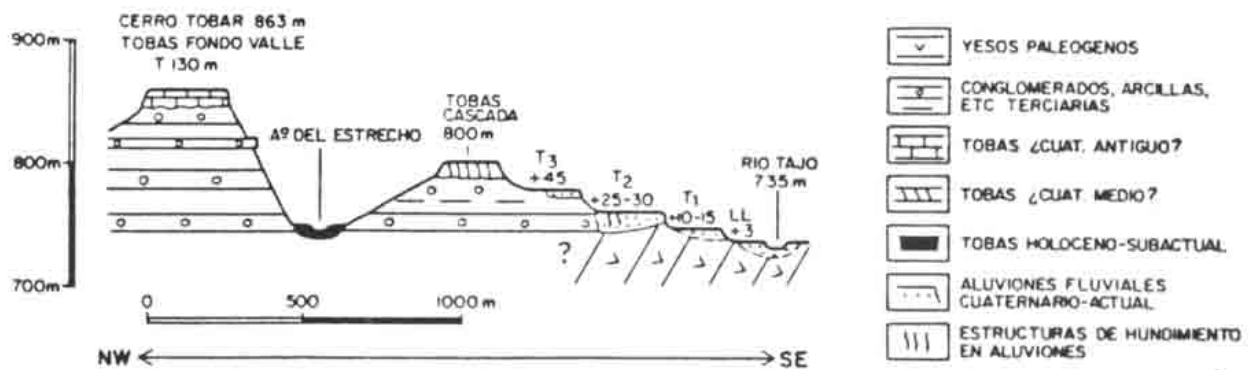 CERRO TOBAR 863 m
TOBAS FONDO VALLE
T 130 m
900m
800m
700m
Aº DEL ESTRECHO
TOBAS
CASCADA
800m
T3
+45
T2
+25-30
T1
+10-15
LL
+3
RIO TAJO
735 m
?
0 500 1000 m
NW SE
YESOS PALEOGENOS
CONGLOMERADOS, ARCILLAS,
ETC TERCIARIAS
TOBAS ¿CUAT. ANTIGUO?
TOBAS ¿CUAT. MEDIO?
TOBAS HOLOCENO-SUBACTUAL
ALUVIONES FLUVIALES
CUATERNARIO-ACTUAL
ESTRUCTURAS DE HUNDIMIENTO
EN ALUVIONES